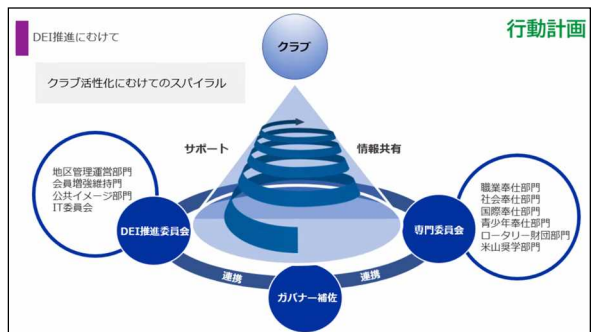 DEI推進にむけて
行動計画
クラブ活性化にむけてのスパイラル
クラブ
サポート
情報共有
地区管理運営部門
会員増強維持門
公共イメージ部門
IT委員会
DEI推進委員会
職業奉仕部門
社会奉仕部門
国際奉仕部門
青少年奉仕部門
ロータリー財団部門
米山奨学部門
専門委員会
連携
ガバナー補佐
連携